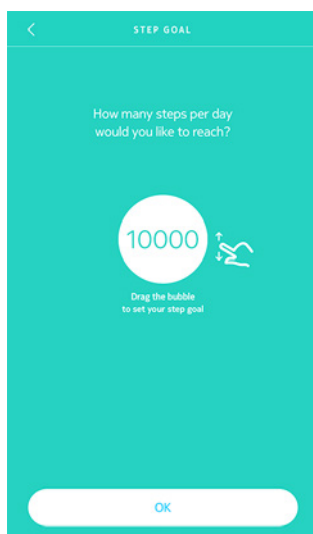 STEP GOAL
How many steps per day
would you like to reach?
10000
Drag the bubble
to set your step goal
OK